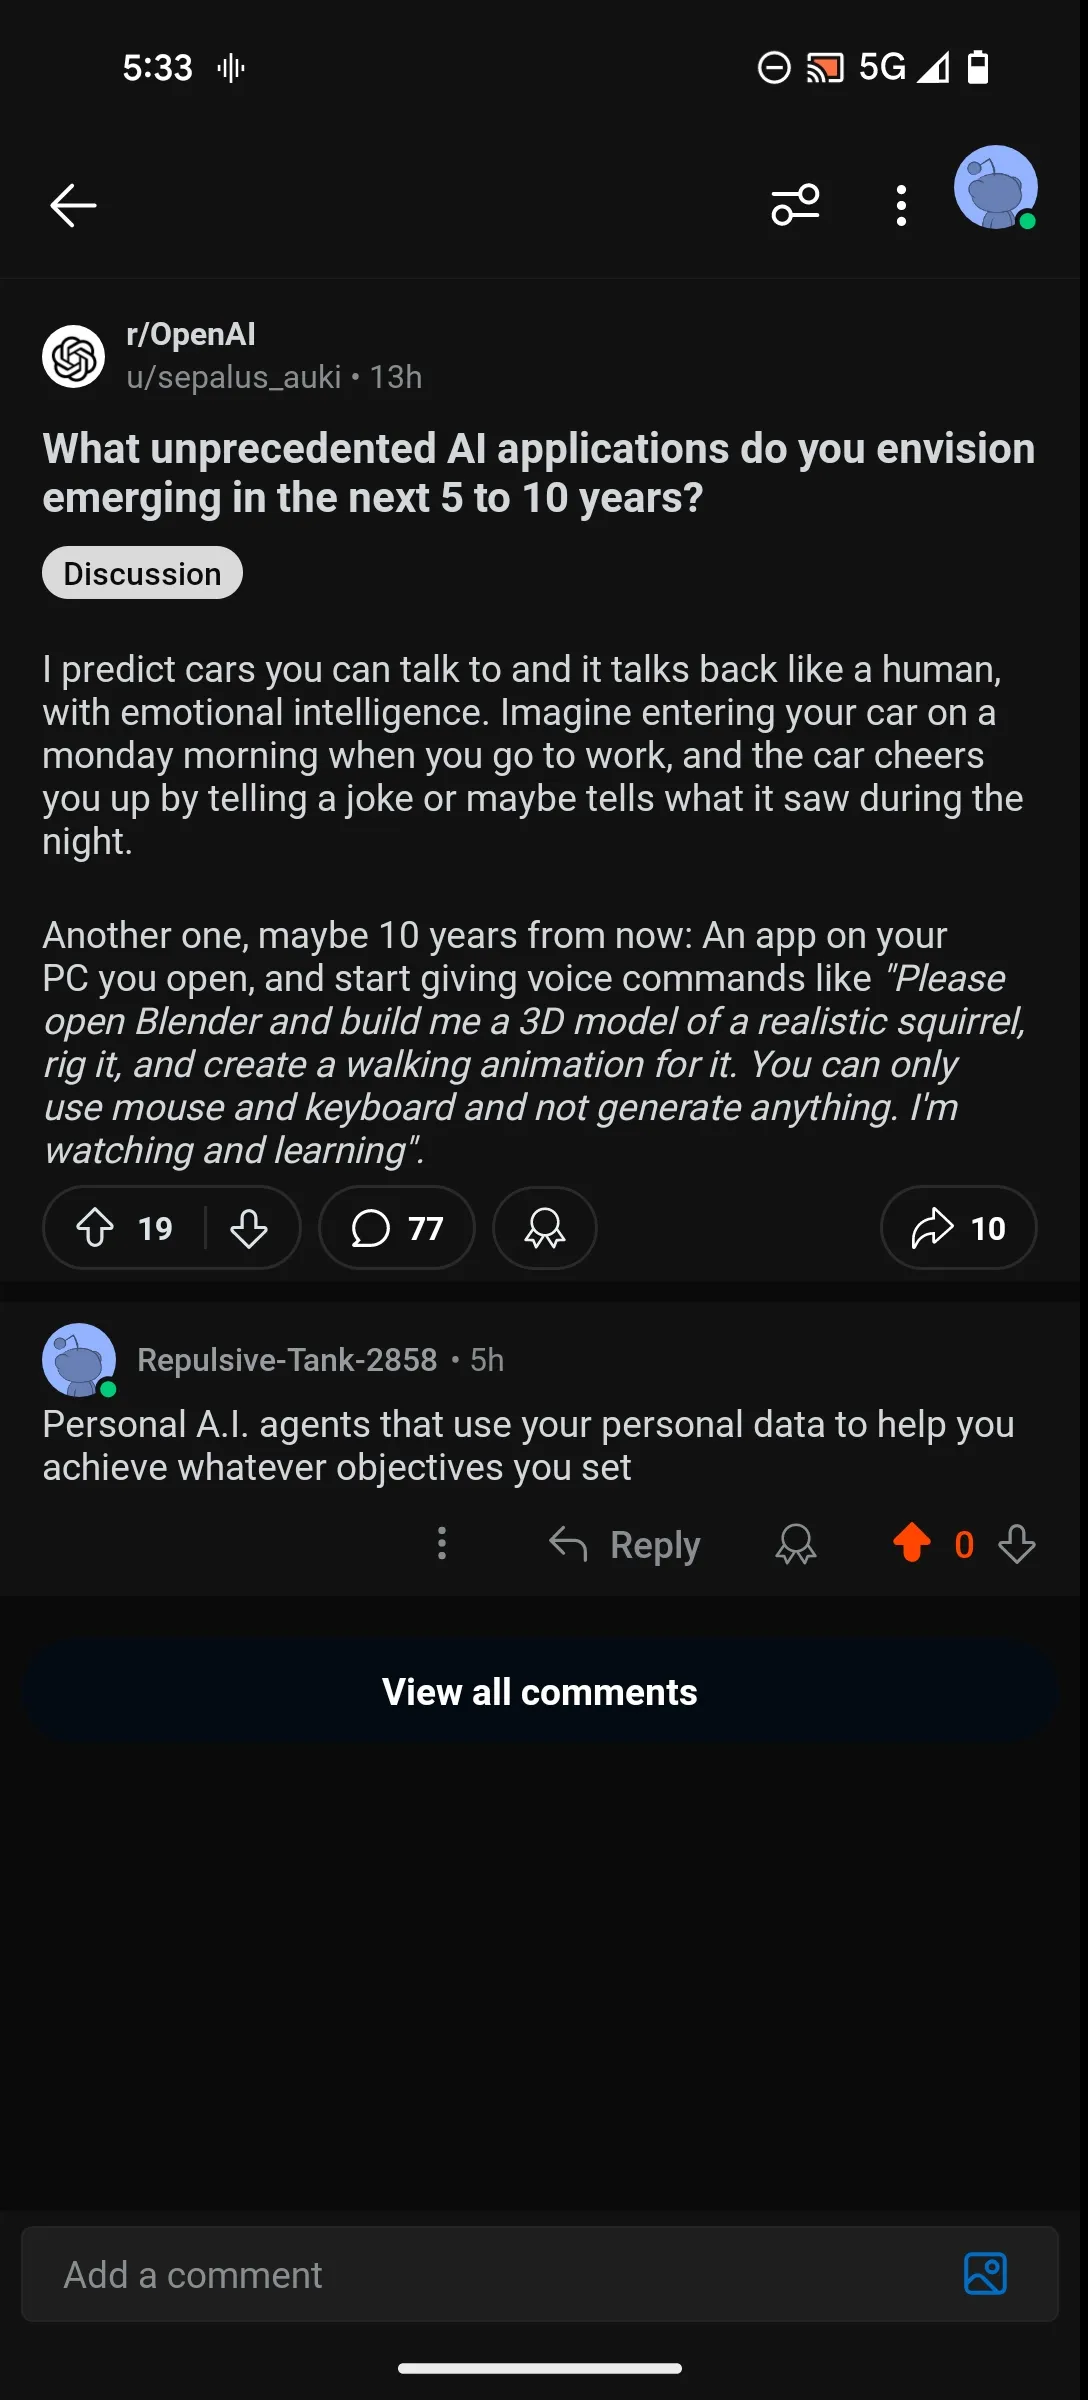 5:33
5G
r/OpenAI
u/sepalus_auki • 13h
What unprecedented AI applications do you envision
emerging in the next 5 to 10 years?
Discussion
I predict cars you can talk to and it talks back like a human,
with emotional intelligence. Imagine entering your car on a
monday morning when you go to work, and the car cheers
you up by telling a joke or maybe tells what it saw during the
night.
Another one, maybe 10 years from now: An app on your
PC you open, and start giving voice commands like "Please
open Blender and build me a 3D model of a realistic squirrel,
rig it, and create a walking animation for it. You can only
use mouse and keyboard and not generate anything. I'm
watching and learning".
19
77
10
Repulsive-Tank-2858 • 5h
Personal A.I. agents that use your personal data to help you
achieve whatever objectives you set
Reply
0
View all comments
Add a comment